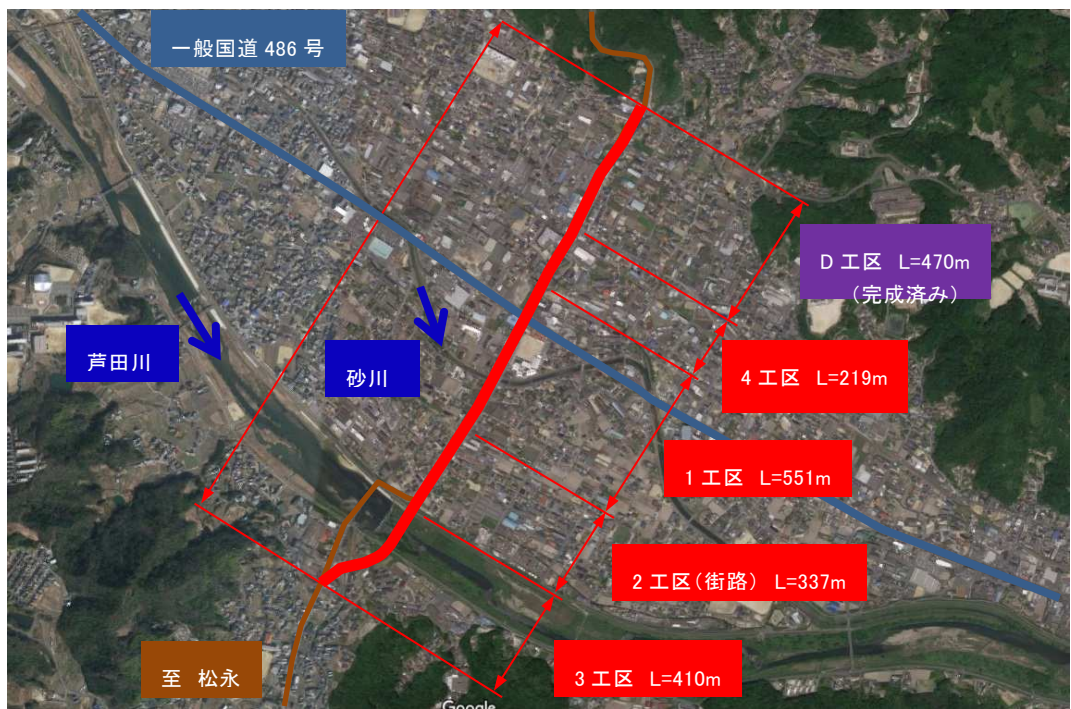 一般国道 486 号
D 工区 L=470m
(完成済み)
芦田川
砂川
4 工区 L=219m
1 工区 L=551m
2 工区(街路) L=337m
至 松永
3 工区 L=410m
Google